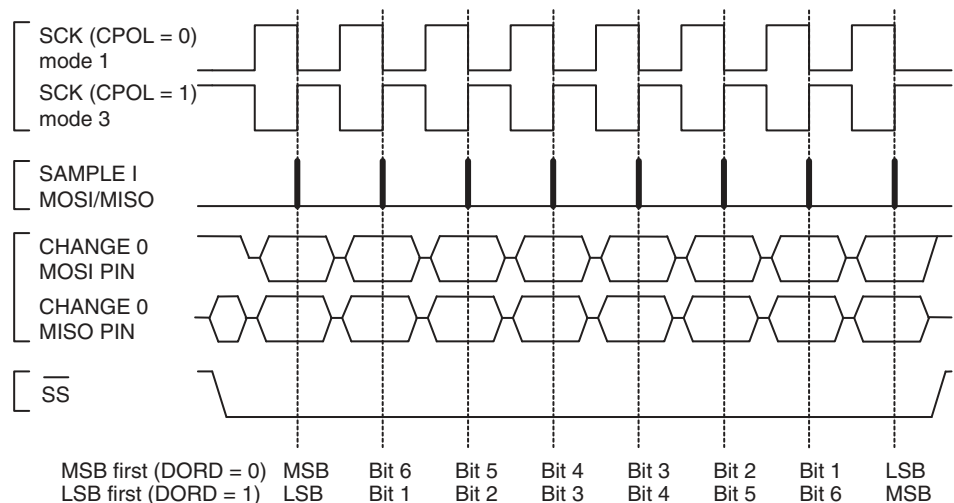 SCK (CPOL = 0)
mode 1
SCK (CPOL = 1)
mode 3
SAMPLE I
MOSI/MISO
CHANGE 0
MOSI PIN
CHANGE 0
MISO PIN
SS
MSB first (DORD = 0) MSB Bit 6 Bit 5 Bit 4 Bit 3 Bit 2 Bit 1 LSB
LSB first (DORD = 1) LSB Bit 1 Bit 2 Bit 3 Bit 4 Bit 5 Bit 6 MSB